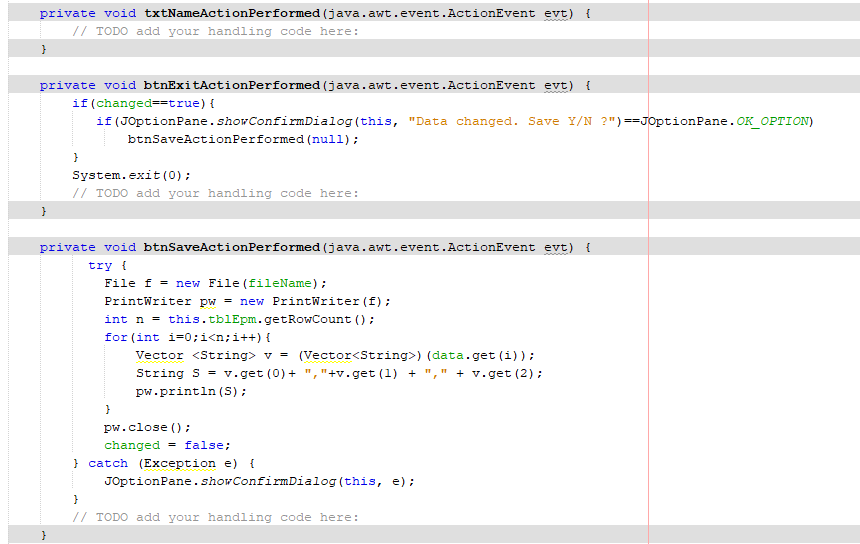 private void txtNameActionPerformed(java.awt.event.ActionEvent evt) {
// TODO add your handling code here:
}
private void btnExitActionPerformed(java.awt.event.ActionEvent evt) {
if(changed==true){
if(JOptionPane.showConfirmDialog(this, "Data changed. Save Y/N ?")==JOptionPane.OK_OPTION)
btnSaveActionPerformed(null);
}
System.exit(0);
// TODO add your handling code here:
}
private void btnSaveActionPerformed(java.awt.event.ActionEvent evt) {
try {
File f = new File(fileName);
PrintWriter pw = new PrintWriter(f);
int n = this.tblEpm.getRowCount();
for(int i=0;i<n;i++){
Vector <String> v = (Vector<String>)(data.get(i));
String S = v.get(0)+ ","+v.get(1) + "," + v.get(2);
pw.println(S);
}
pw.close();
changed = false;
} catch (Exception e) {
JOptionPane.showConfirmDialog(this, e);
}
// TODO add your handling code here:
}